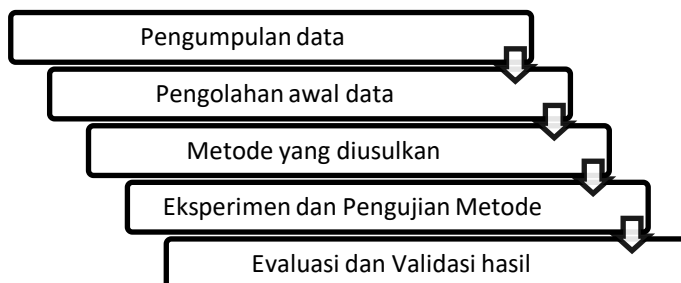 Pengumpulan data
Pengolahan awal data
Metode yang diusulkan
Eksperimen dan Pengujian Metode
Evaluasi dan Validasi hasil